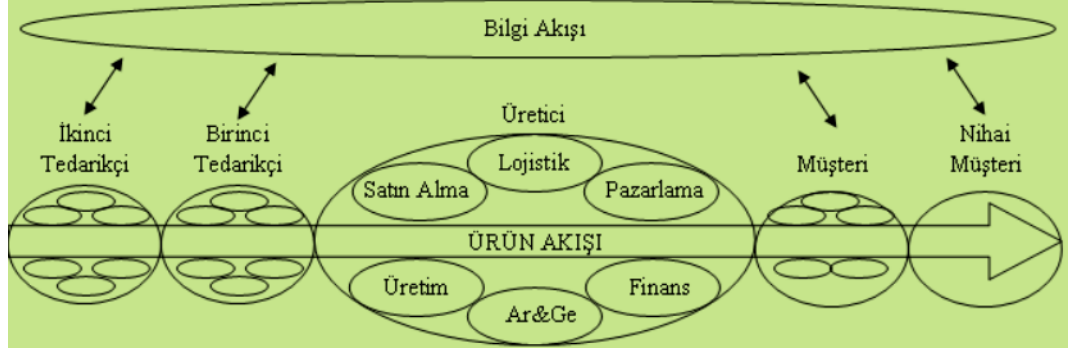 Bilgi Akışı
İkinci
Tedarikçi
Birinci
Tedarikçi
Üretici
Lojistik
Satın Alma
Pazarlama
Müşteri
Nihai
Müşteri
ÜRÜN AKIŞI
Üretim
Ar&Ge
Finans